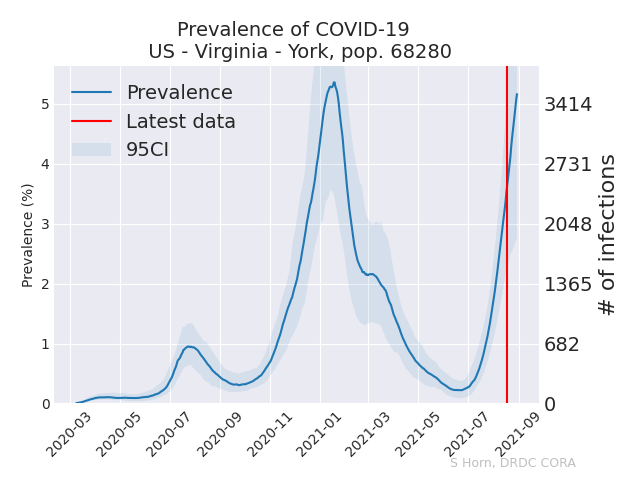 Prevalence of COVID-19
US - Virginia - York, pop. 68280
Prevalence
Latest data
95CI
Prevalence (%)
5
4
3
2
1
0
3414
2731
2048
1365
682
0
# of infections
2020-03
2020-05
2020-07
2020-09
2020-11
2021-01
2021-03
2021-05
2021-07
2021-09
S Horn, DRDC CORA